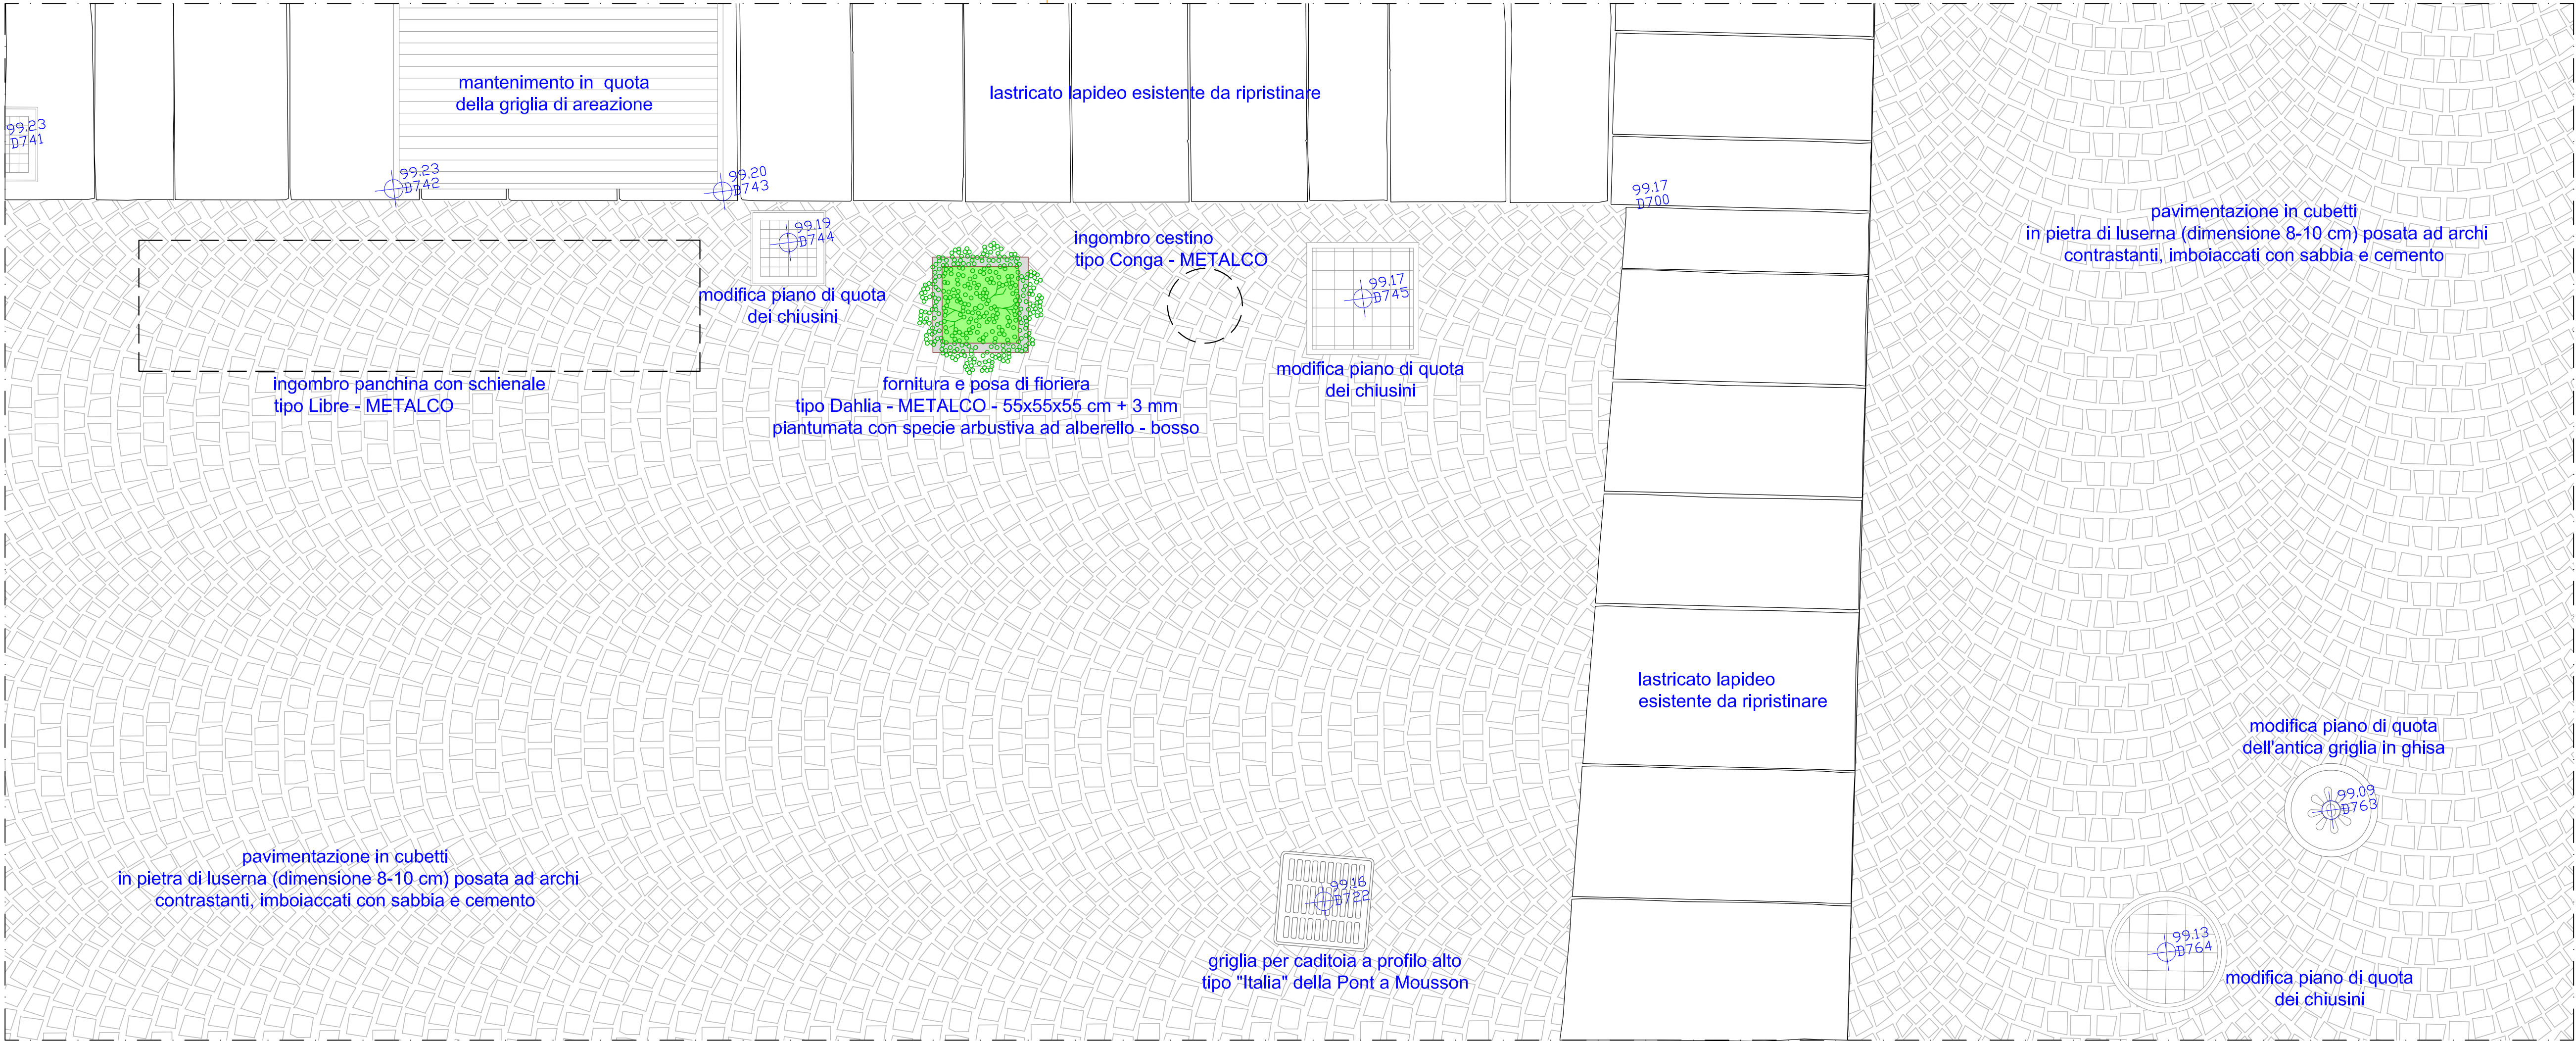 mantenimento in  quota
della griglia di areazione
lastricato lapideo esistente da ripristinare
99.23
D741
99.23
D742
99.20
D743
99.17
D700
99.19
D744
modifica piano di quota
dei chiusini
ingombro cestino
tipo Conga - METALCO
99.17
D745
modifica piano di quota
dei chiusini
pavimentazione in cubetti
in pietra di luserna (dimensione 8-10 cm) posata ad archi
contrastanti, imboiaccati con sabbia e cemento
ingombro panchina con schienale
tipo Libre - METALCO
fornitura e posa di fioriera
tipo Dahlia - METALCO - 55x55x55 cm + 3 mm
piantumata con specie arbustiva ad alberello - bosso
lastricato lapideo
esistente da ripristinare
modifica piano di quota
dell'antica griglia in ghisa
99.09
D763
pavimentazione in cubetti
in pietra di luserna (dimensione 8-10 cm) posata ad archi
contrastanti, imboiaccati con sabbia e cemento
99.16
D722
griglia per caditoia a profilo alto
tipo "Italia" della Pont a Mousson
99.13
D764
modifica piano di quota
dei chiusini